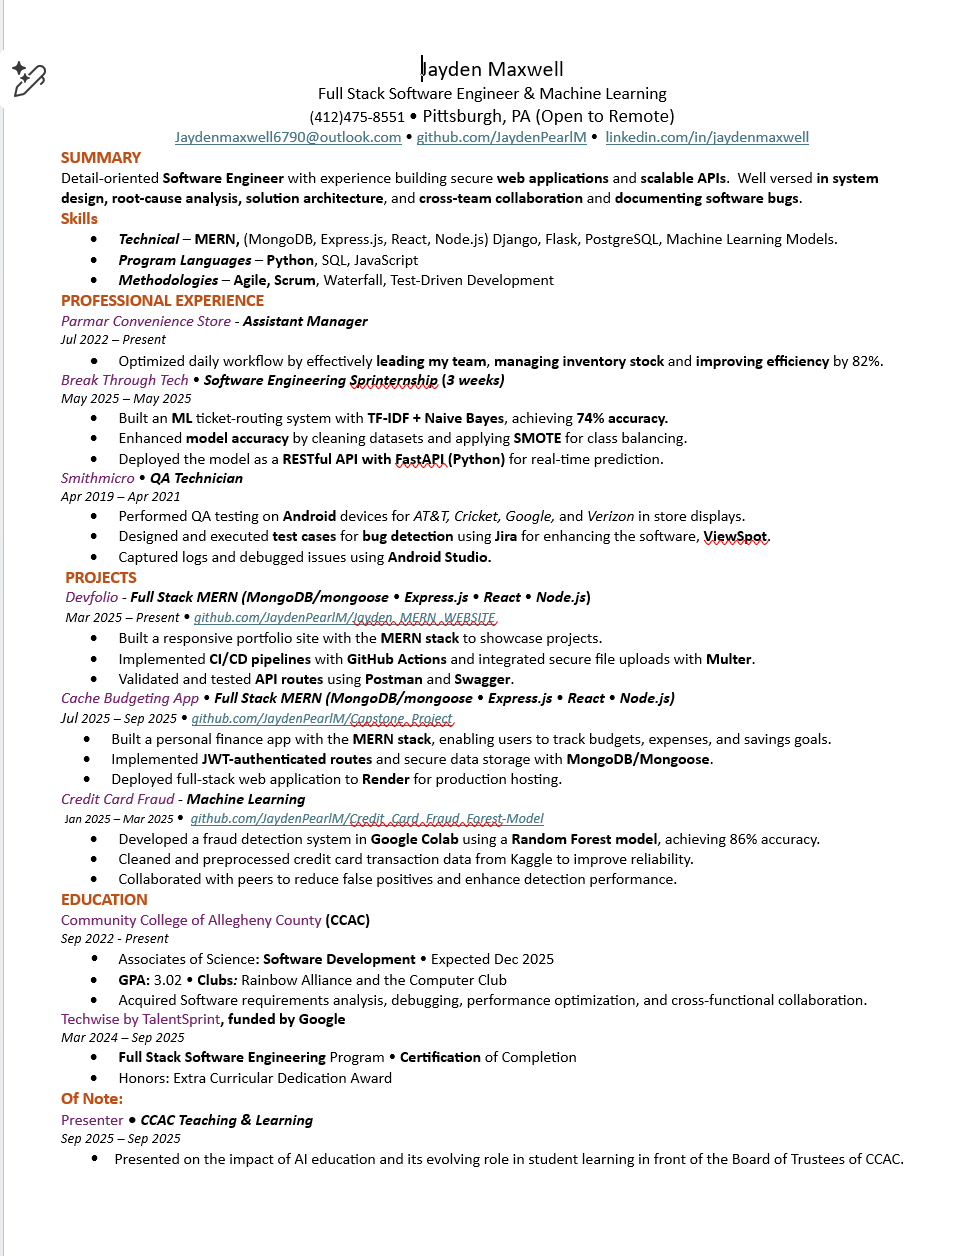 Jayden Maxwell
Full Stack Software Engineer & Machine Learning
(412)475-8551 • Pittsburgh, PA (Open to Remote)
Jaydenmaxwell6790@outlook.com • github.com/JaydenPearlM • linkedin.com/in/jaydenmaxwell
SUMMARY
Detail-oriented Software Engineer with experience building secure web applications and scalable APIs. Well versed in system
design, root-cause analysis, solution architecture, and cross-team collaboration and documenting software bugs.
Skills
• Technical – MERN, (MongoDB, Express.js, React, Node.js) Django, Flask, PostgreSQL, Machine Learning Models.
• Program Languages – Python, SQL, JavaScript
• Methodologies – Agile, Scrum, Waterfall, Test-Driven Development
PROFESSIONAL EXPERIENCE
Parmar Convenience Store - Assistant Manager
Jul 2022 – Present
• Optimized daily workflow by effectively leading my team, managing inventory stock and improving efficiency by 82%.
Break Through Tech • Software Engineering Sprinternship (3 weeks)
May 2025 – May 2025
• Built an ML ticket-routing system with TF-IDF + Naive Bayes, achieving 74% accuracy.
• Enhanced model accuracy by cleaning datasets and applying SMOTE for class balancing.
• Deployed the model as a RESTful API with FastAPI (Python) for real-time prediction.
Smithmicro • QA Technician
Apr 2019 – Apr 2021
• Performed QA testing on Android devices for AT&T, Cricket, Google, and Verizon in store displays.
• Designed and executed test cases for bug detection using Jira for enhancing the software, ViewSpot.
• Captured logs and debugged issues using Android Studio.
PROJECTS
Devfolio - Full Stack MERN (MongoDB/mongoose • Express.js • React • Node.js)
Mar 2025 – Present • github.com/JaydenPearlM/Jayden_MERN_WEBSITE
• Built a responsive portfolio site with the MERN stack to showcase projects.
• Implemented CI/CD pipelines with GitHub Actions and integrated secure file uploads with Multer.
• Validated and tested API routes using Postman and Swagger.
Cache Budgeting App • Full Stack MERN (MongoDB/mongoose • Express.js • React • Node.js)
Jul 2025 – Sep 2025 • github.com/JaydenPearlM/Capstone_Project
• Built a personal finance app with the MERN stack, enabling users to track budgets, expenses, and savings goals.
• Implemented JWT-authenticated routes and secure data storage with MongoDB/Mongoose.
• Deployed full-stack web application to Render for production hosting.
Credit Card Fraud - Machine Learning
Jan 2025 – Mar 2025 • github.com/JaydenPearlM/Credit_Card_Fraud_Forest-Model
• Developed a fraud detection system in Google Colab using a Random Forest model, achieving 86% accuracy.
• Cleaned and preprocessed credit card transaction data from Kaggle to improve reliability.
• Collaborated with peers to reduce false positives and enhance detection performance.
EDUCATION
Community College of Allegheny County (CCAC)
Sep 2022 - Present
• Associates of Science: Software Development • Expected Dec 2025
• GPA: 3.02 • Clubs: Rainbow Alliance and the Computer Club
• Acquired Software requirements analysis, debugging, performance optimization, and cross-functional collaboration.
Techwise by TalentSprint, funded by Google
Mar 2024 – Sep 2025
• Full Stack Software Engineering Program • Certification of Completion
• Honors: Extra Curricular Dedication Award
Of Note:
Presenter • CCAC Teaching & Learning
Sep 2025 – Sep 2025
• Presented on the impact of AI education and its evolving role in student learning in front of the Board of Trustees of CCAC.